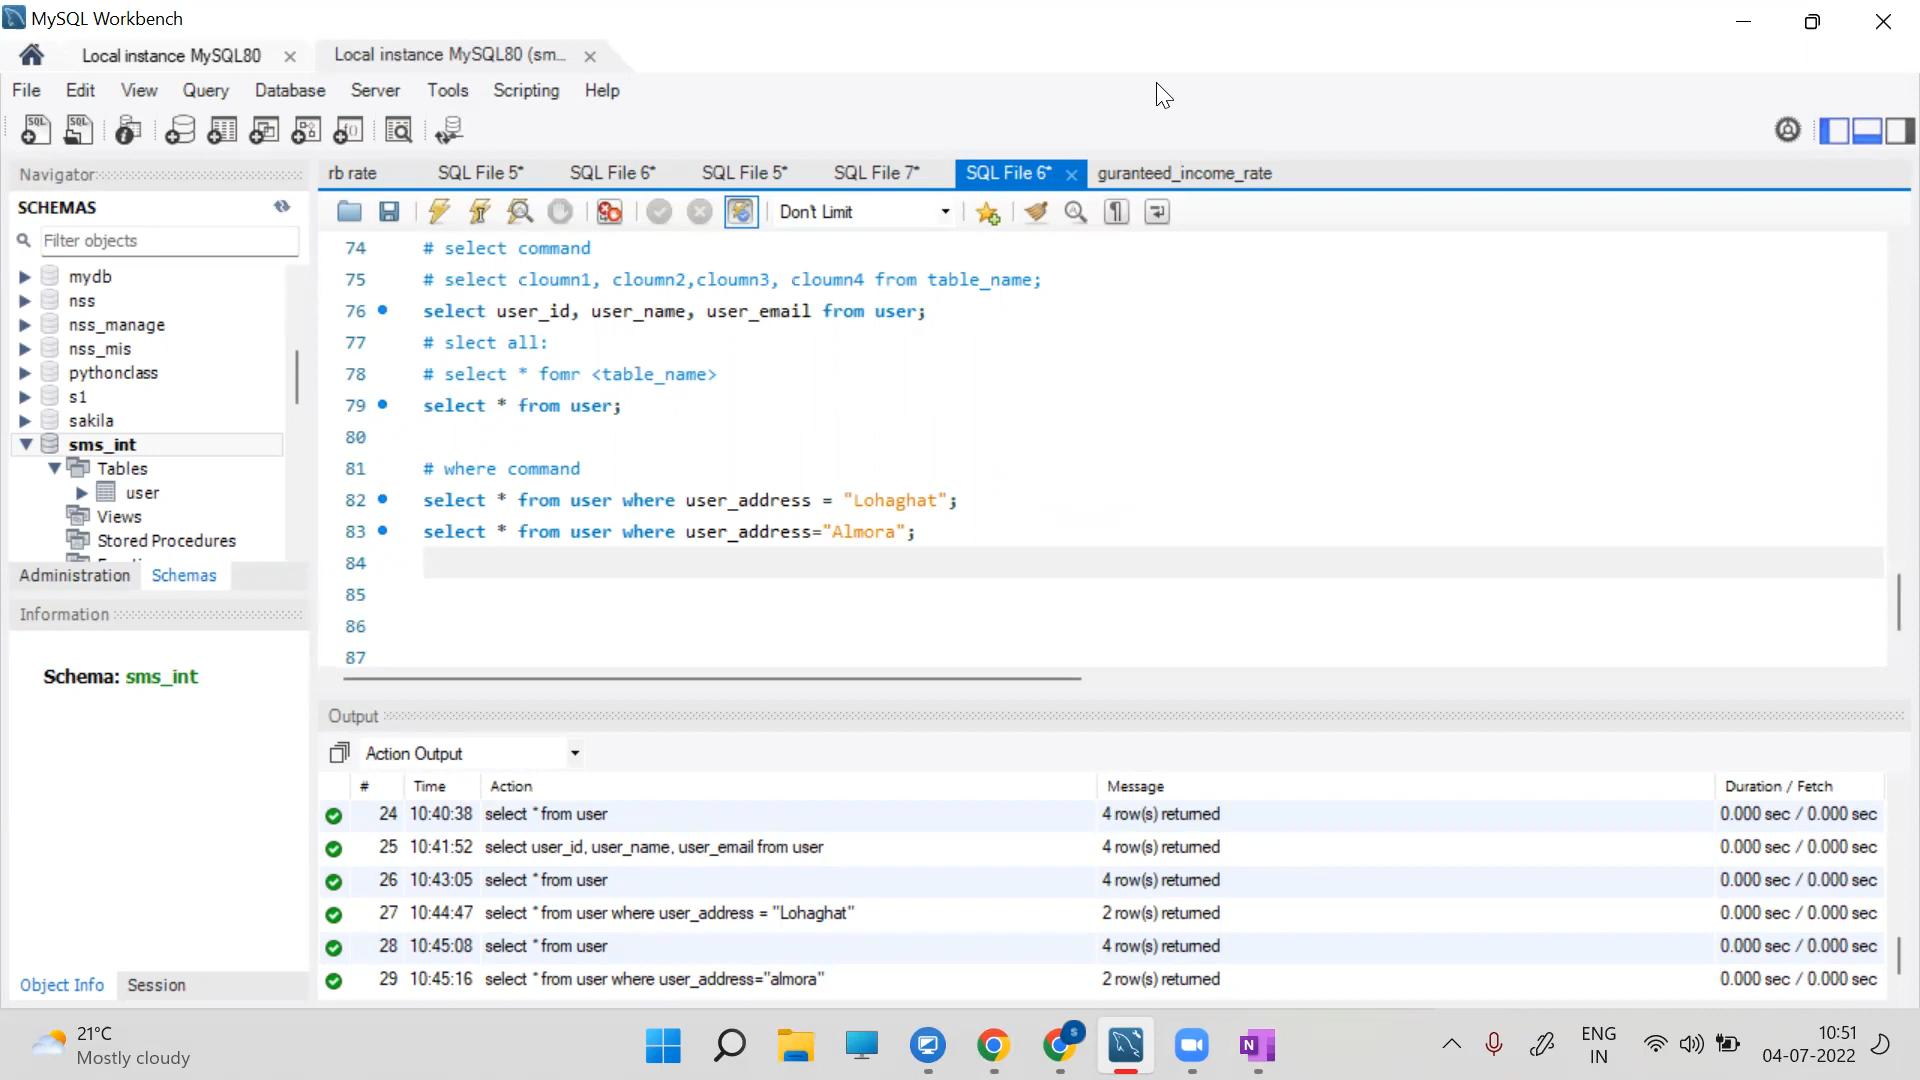 MySQL Workbench
Local instance MySQL80
Local instance MySQL80 (sm...
File Edit View Query Database Server Tools Scripting Help
Navigator
SCHEMAS
Filter objects
mydb
nss
nss_manage
nss_mis
pythonclass
s1
sakila
sms_int
Tables
user
Views
Stored Procedures
Administration Schemas
Information
Schema: sms_int
Object Info Session
rb rate SQL File 5* SQL File 6* SQL File 5* SQL File 7* SQL File 6* guranteed_income_rate
Don't Limit
74 # select command
75 # select cloumn1, cloumn2,cloumn3, cloumn4 from table_name;
76 select user_id, user_name, user_email from user;
77 # slect all:
78 # select * fomr <table_name>
79 select * from user;
80
81 # where command
82 select * from user where user_address = "Lohaghat";
83 select * from user where user_address="Almora";
84
85
86
87
Output
Action Output
# Time Action Message Duration / Fetch
24 10:40:38 select * from user 4 row(s) returned 0.000 sec / 0.000 sec
25 10:41:52 select user_id, user_name, user_email from user 4 row(s) returned 0.000 sec / 0.000 sec
26 10:43:05 select * from user 4 row(s) returned 0.000 sec / 0.000 sec
27 10:44:47 select * from user where user_address = "Lohaghat" 2 row(s) returned 0.000 sec / 0.000 sec
28 10:45:08 select * from user 4 row(s) returned 0.000 sec / 0.000 sec
29 10:45:16 select * from user where user_address="almora" 2 row(s) returned 0.000 sec / 0.000 sec
21°C
Mostly cloudy
ENG
IN
10:51
04-07-2022